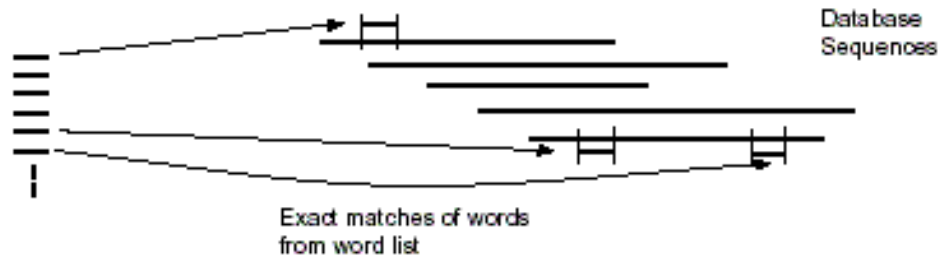 Database
Sequences
Exact matches of words
from word list